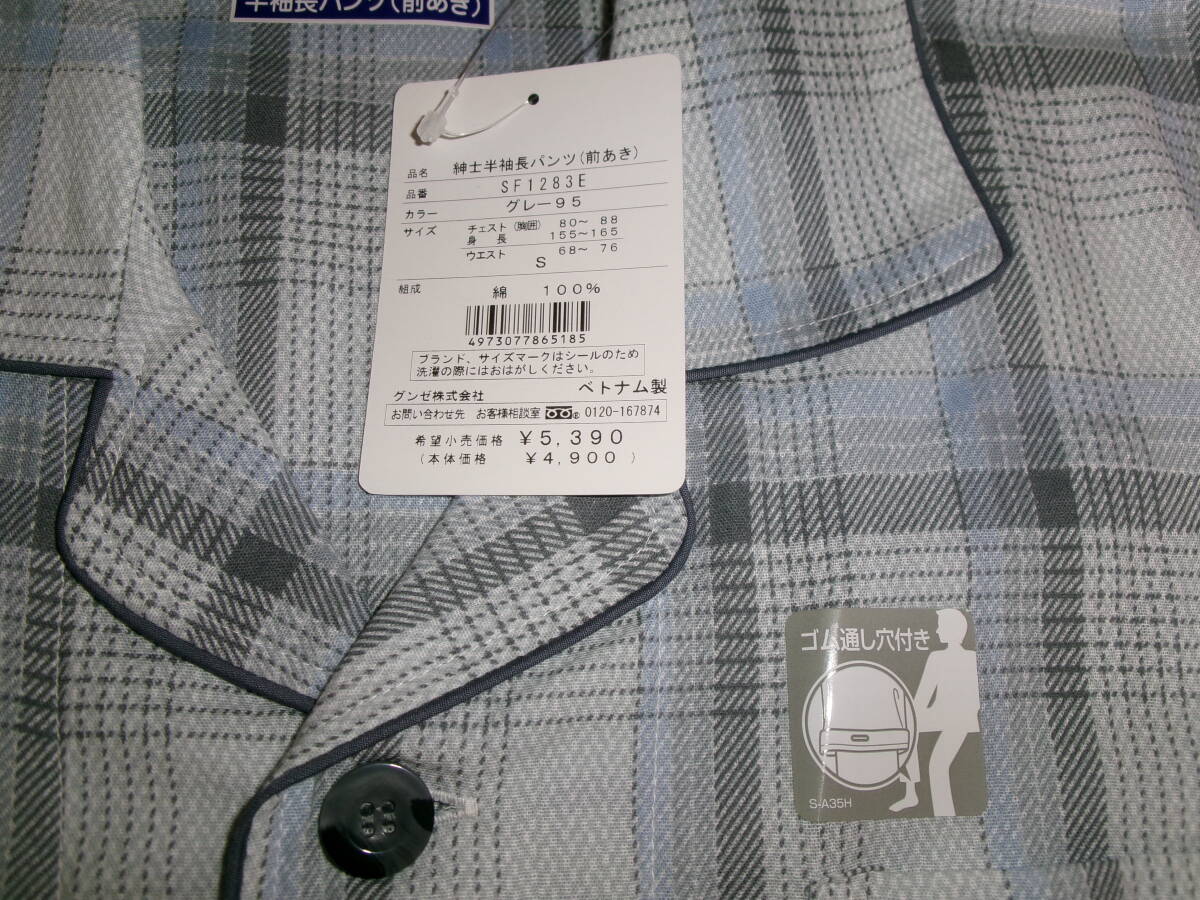 半袖長パンツ(前あき)
品名 紳士半袖長パンツ(前あき)
品番 SF1283E
カラー グレー95
サイズ チェスト(胸囲) 80~ 88
身 長 155~165
ウエスト 68~ 76
S
組成 綿 100%
4973077865185
ブランド、サイズマークはシールのため
洗濯の際にはおはがしください。
グンゼ株式会社 ベトナム製
お問い合わせ先 お客様相談室 0120-167874
希望小売価格 ¥5,390
(本体価格 ¥4,900 )
ゴム通し穴付き
S-A35H